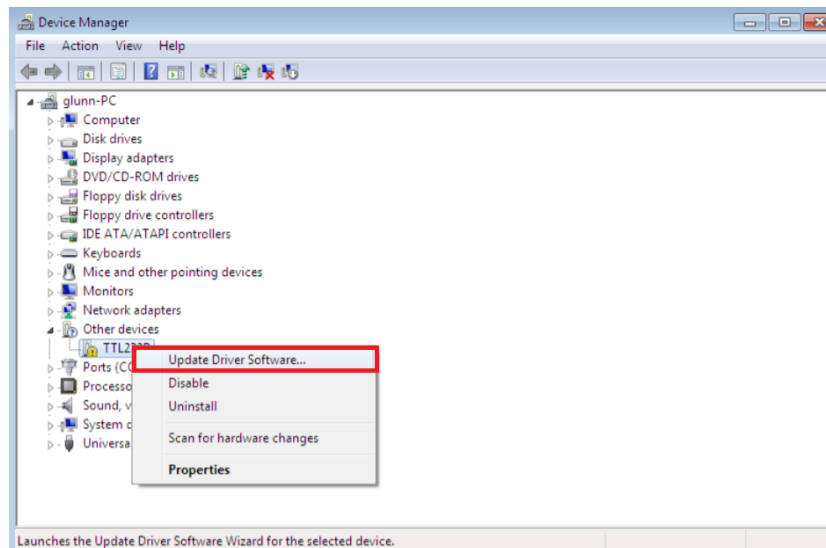 Device Manager
File Action View Help
glunn-PC
Computer
Disk drives
Display adapters
DVD/CD-ROM drives
Floppy disk drives
Floppy drive controllers
IDE ATA/ATAPI controllers
Keyboards
Mice and other pointing devices
Monitors
Network adapters
Other devices
Ports
Sound,
System
Update Driver Software...
Disable
Uninstall
Scan for hardware changes
Properties
Launches the Update Driver Software Wizard for the selected device.